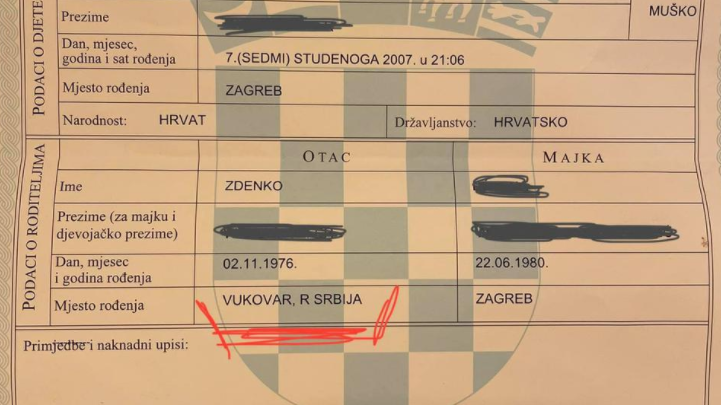 PODACI O DJETE
Prezime
MUŠKO
Dan, mjesec,
godina i sat rođenja
7.(SEDMI) STUDENOGA 2007. u 21:06
Mjesto rođenja
ZAGREB
Narodnost: HRVAT
Državljanstvo: HRVATSKO
PODACI O RODITELJIMA
OTAC
MAJKA
Ime
ZDENKO
Prezime (za majku i
djevojačko prezime)
Dan, mjesec
i godina rođenja
02.11.1976.
22.06.1980.
Mjesto rođenja
VUKOVAR, R SRBIJA
ZAGREB
Primjedbe i naknadni upisi: